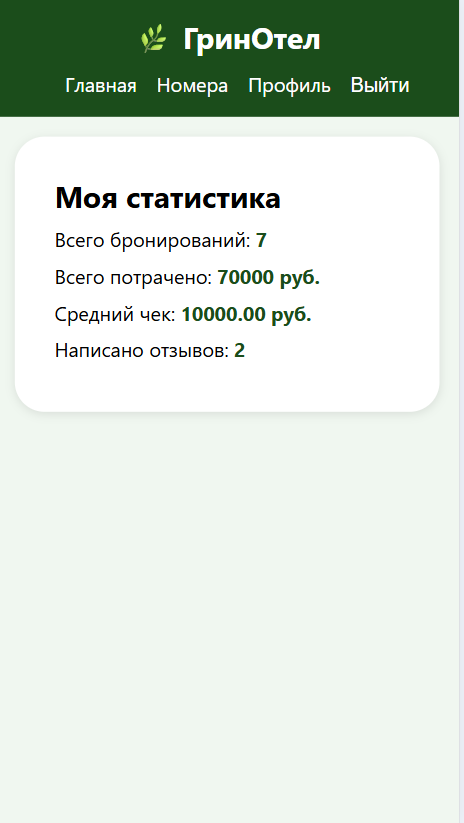 ГринОтел
Главная Номера Профиль Выйти
Моя статистика
Всего бронирований: 7
Всего потрачено: 70000 руб.
Средний чек: 10000.00 руб.
Написано отзывов: 2